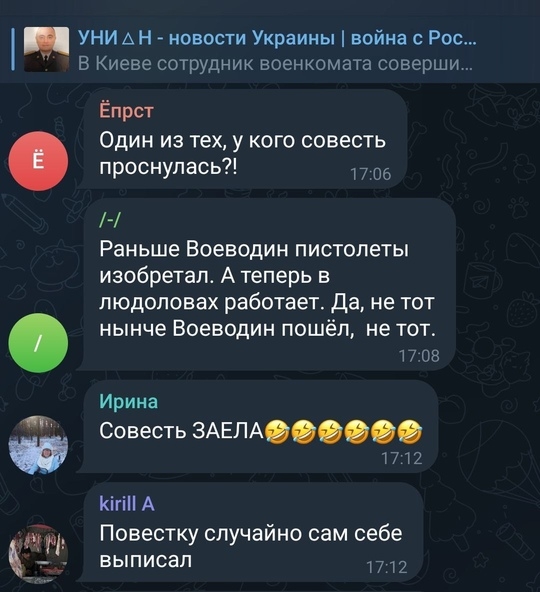 УНИ△Н - новости Украины | война с Рос...
В Киеве сотрудник военкомата соверши...
Ёпрст
Один из тех, у кого совесть
проснулась?!
17:06
Ё
/-/
Раньше Воеводин пистолеты
изобретал. А теперь в
людоловах работает. Да, не тот
нынче Воеводин пошёл,  не тот.
17:08
/
Ирина
Совесть ЗАЕЛА🤣🤣🤣🤣🤣🤣
17:12
kirill A
Повестку случайно сам себе
выписал
17:12